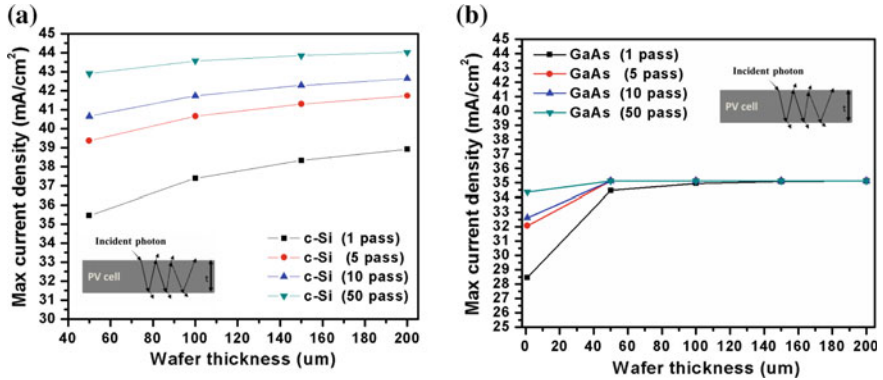 (a)
Max current density (mA/cm²)
45
44
43
42
41
40
39
38
37
36
35
34
33
32
31
30
Incident photon
PV cell
t
c-Si (1 pass)
c-Si (5 pass)
c-Si (10 pass)
c-Si (50 pass)
40 60 80 100 120 140 160 180 200
Wafer thickness (um)
(b)
Max current density (mA/cm²)
45
44
43
42
41
40
39
38
37
36
35
34
33
32
31
30
29
28
27
26
25
GaAs (1 pass)
GaAs (5 pass)
GaAs (10 pass)
GaAs (50 pass)
Incident photon
PV cell
t
0 20 40 60 80 100 120 140 160 180 200
Wafer thickness (um)